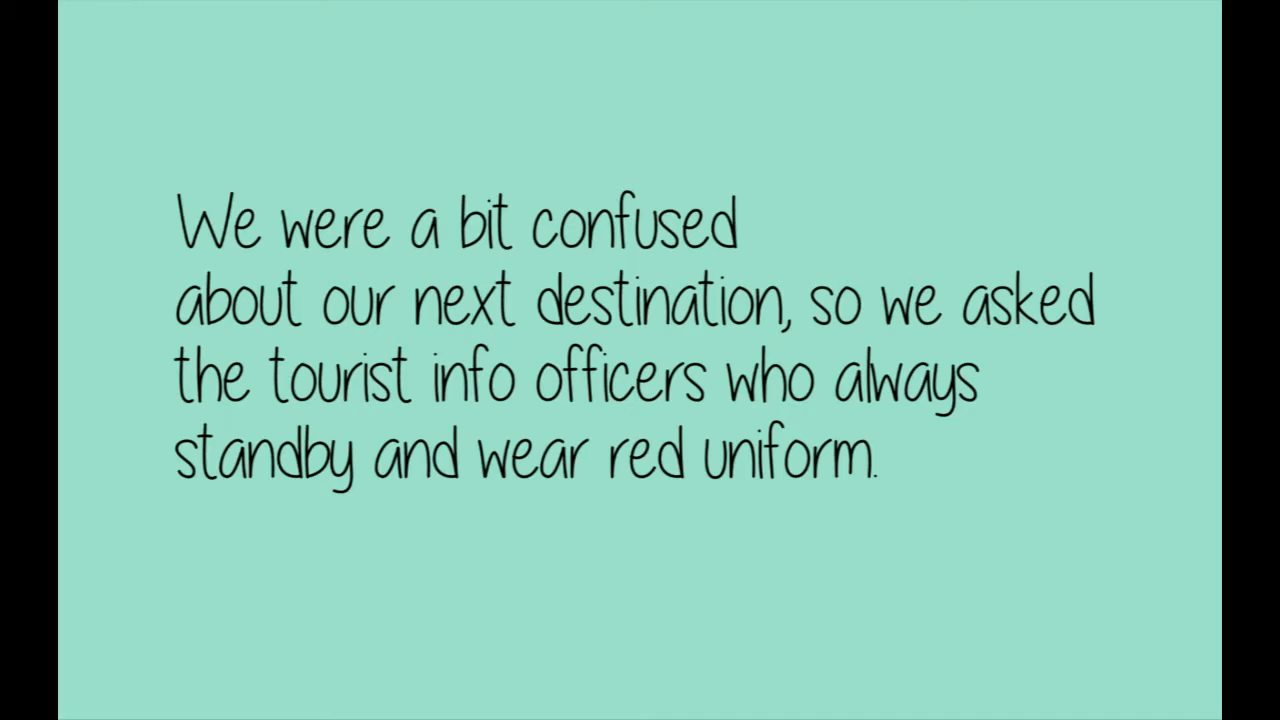 We were a bit confused
about our next destination, so we asked
the tourist info officers who always
standby and wear red uniform.